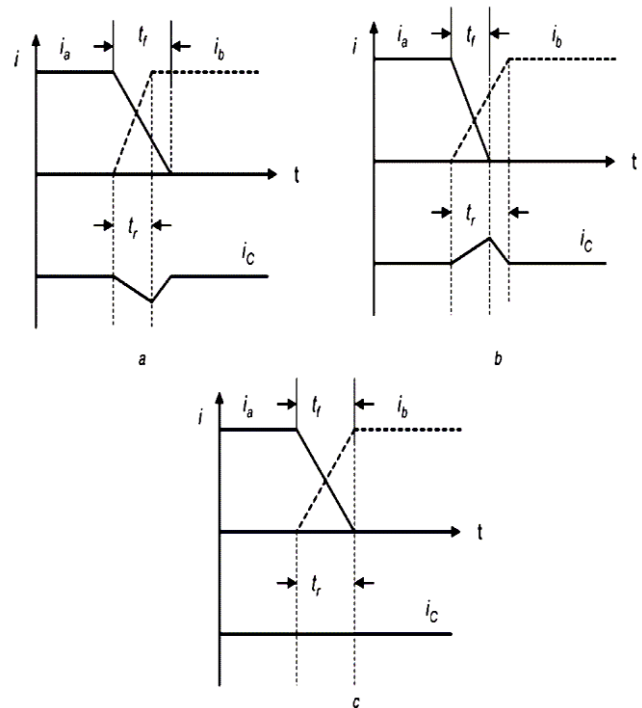 i i_a t_f i_b
t
t_r
i_C
a
i i_a t_f i_b
t
t_r
i_C
b
i i_a t_f i_b
t
t_r
i_C
c